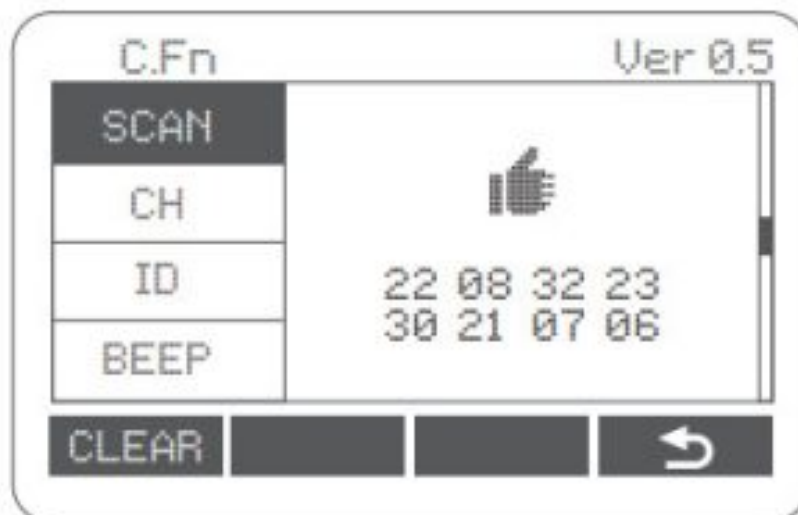 C.Fn Ver 0.5
SCAN
CH
ID
BEEP
22 08 32 23
30 21 07 06
CLEAR